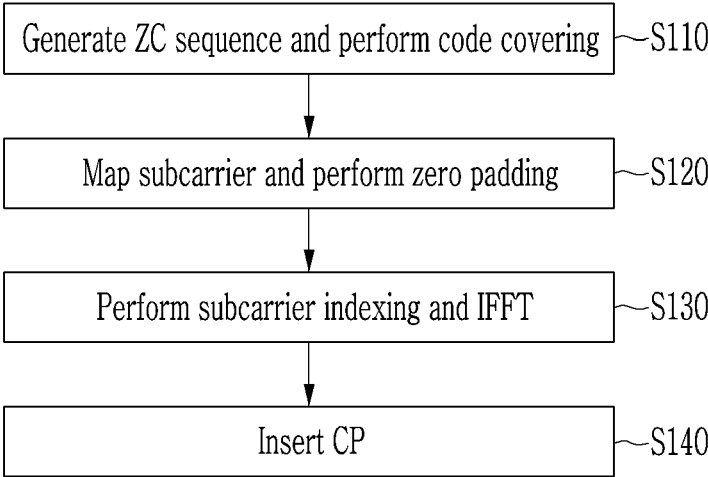 Generate ZC sequence and perform code covering S110
Map subcarrier and perform zero padding S120
Perform subcarrier indexing and IFFT S130
Insert CP S140